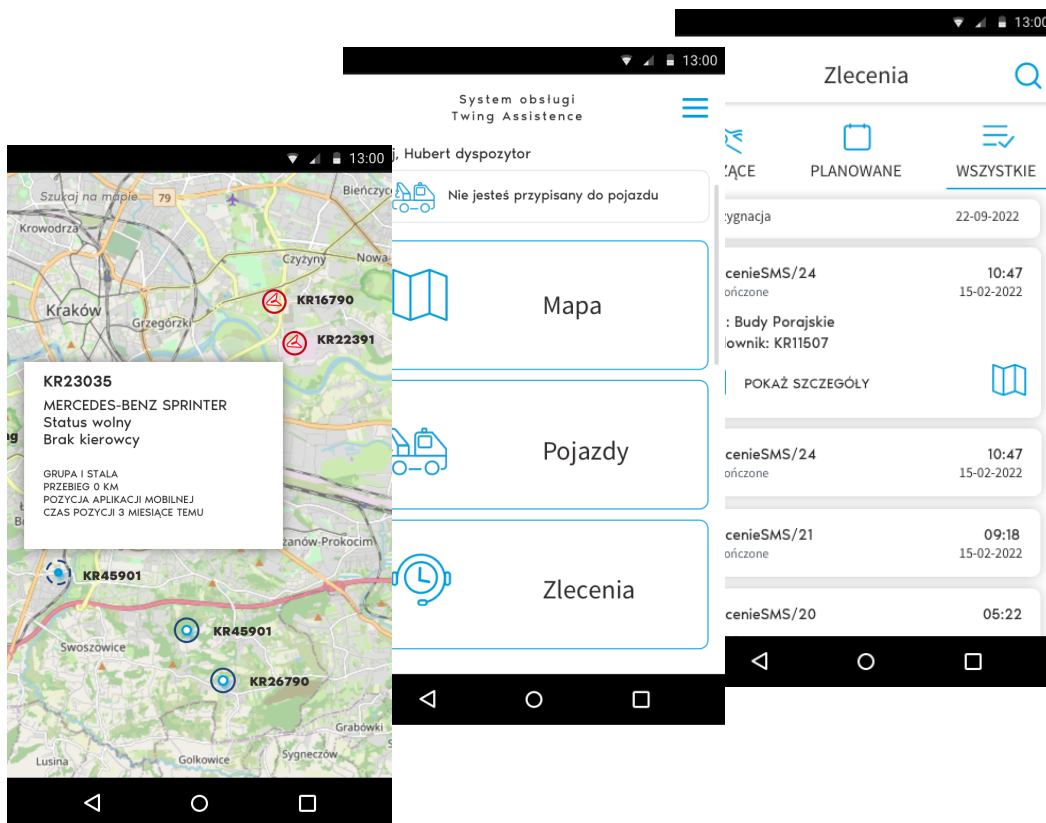 13:00
Szukaj na mapie
79
Bieńczyc
Krowodrza
Czyżyny
Nowa
KR16790
Kraków
Grzegórzki
KR22391
KR23035
MERCEDES-BENZ SPRINTER
Status wolny
Brak kierowcy
GRUPA I STALA
PRZEBIEG 0 KM
POZYCJA APLIKACJI MOBILNEJ
CZAS POZYCJI 3 MIESIĄCE TEMU
żanów-Prokocim
KR45901
KR45901
Swoszowice
KR26790
Grabówki
Lusina
Golkowice
Sygneczów
13:00
System obsługi
Twing Assistence
j, Hubert dyspozytor
Nie jesteś przypisany do pojazdu
Mapa
Pojazdy
Zlecenia
13:00
Zlecenia
ŻĄCE
PLANOWANE
WSZYSTKIE
zygnacja
22-09-2022
cenieSMS/24
10:47
ończone
15-02-2022
: Budy Porajskie
lownik: KR11507
POKAŻ SZCZEGÓŁY
cenieSMS/24
10:47
ończone
15-02-2022
cenieSMS/21
09:18
ończone
15-02-2022
cenieSMS/20
05:22